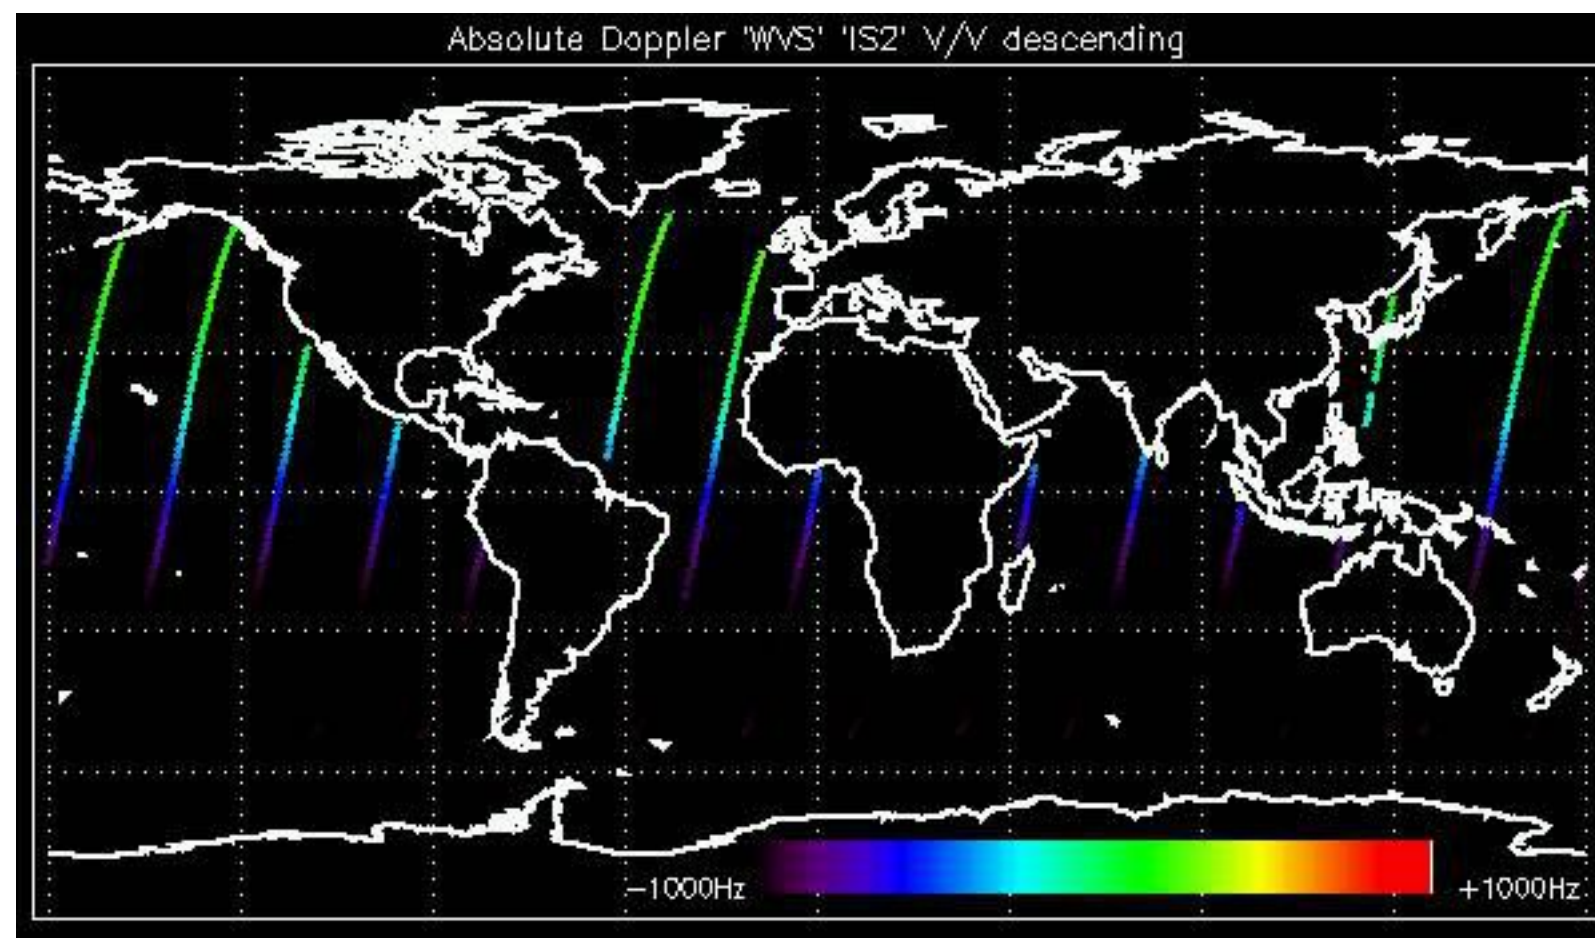 Absolute Doppler 'WVS' 'IS2' V/V descending
-1000Hz
+1000Hz